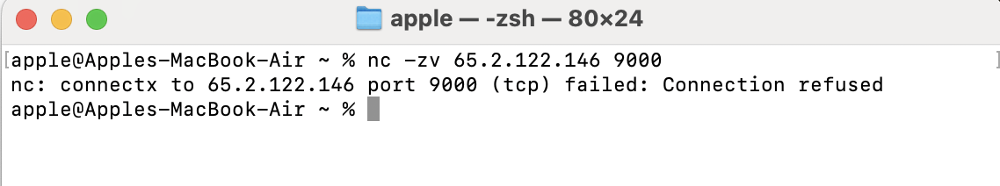 apple — -zsh — 80×24
[apple@Apples-MacBook-Air ~ % nc -zv 65.2.122.146 9000 ]
nc: connectx to 65.2.122.146 port 9000 (tcp) failed: Connection refused
apple@Apples-MacBook-Air ~ %